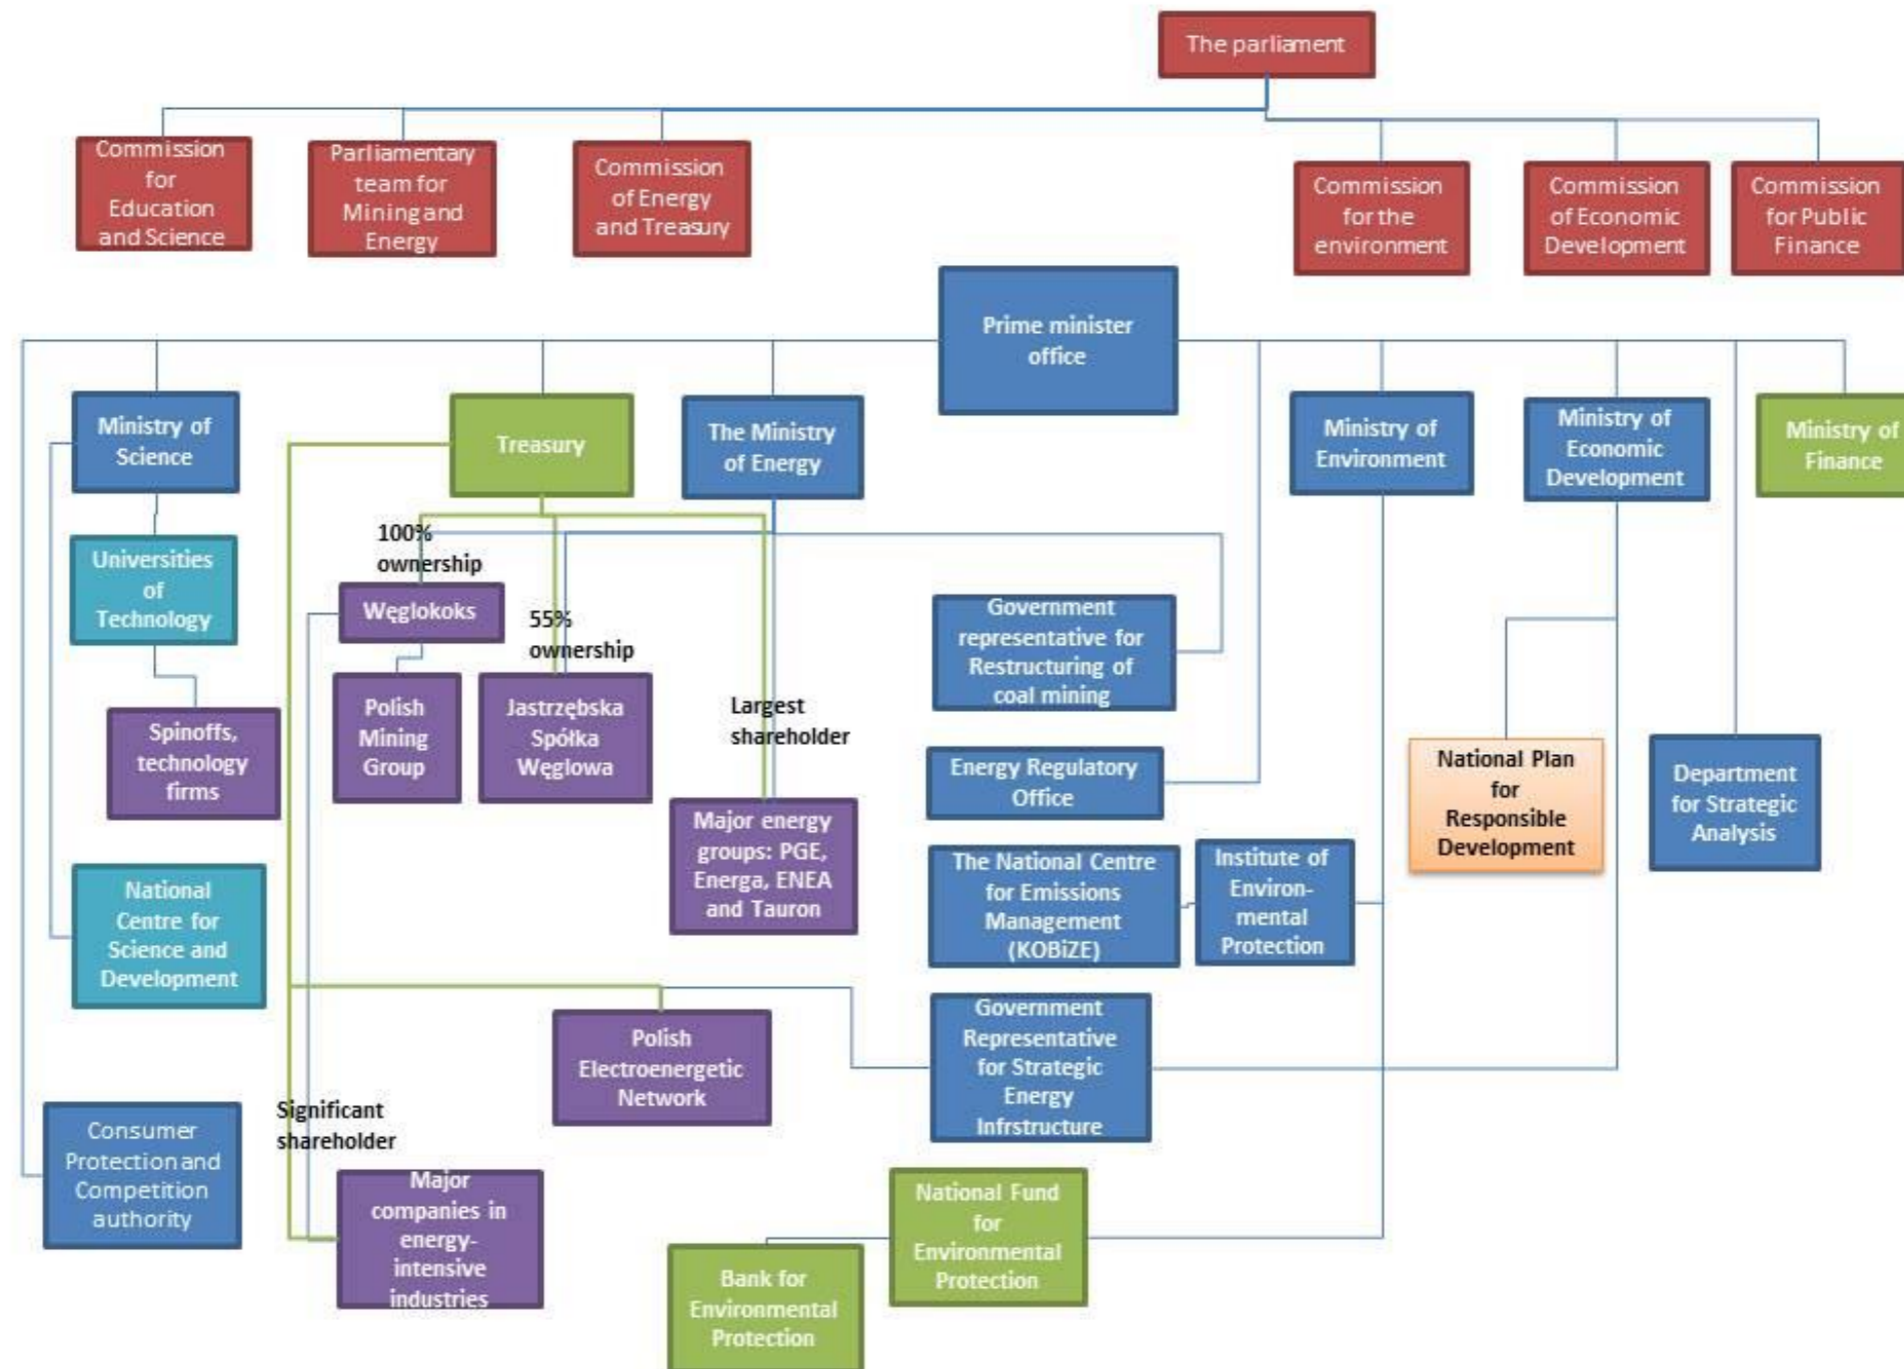 The parliament
Commission
for
Education
and Science
Parliamentary
team for
Mining and
Energy
Commission
of Energy
and Treasury
Commission
for the
environment
Commission
of Economic
Development
Commission
for Public
Finance
Prime minister
office
Ministry of
Science
Treasury
The Ministry
of Energy
Ministry of
Environment
Ministry of
Economic
Development
Ministry of
Finance
100%
ownership
Universities
of
Technology
Węglokoks
55%
ownership
Government
representative for
Restructuring of
coal mining
Spinoffs,
technology
firms
Polish
Mining
Group
Jastrzębska
Spółka
Węglowa
Largest
shareholder
Energy Regulatory
Office
National Plan
for
Responsible
Development
Department
for Strategic
Analysis
Major energy
groups: PGE,
Energa, ENEA
and Tauron
The National Centre
for Emissions
Management
(KOBiZE)
Institute of
Environ-
mental
Protection
National
Centre for
Science and
Development
Polish
Electroenergetic
Network
Government
Representative
for Strategic
Energy
Infrstructure
Consumer
Protection and
Competition
authority
Significant
shareholder
Major
companies in
energy-
intensive
industries
National Fund
for
Environmental
Protection
Bank for
Environmental
Protection